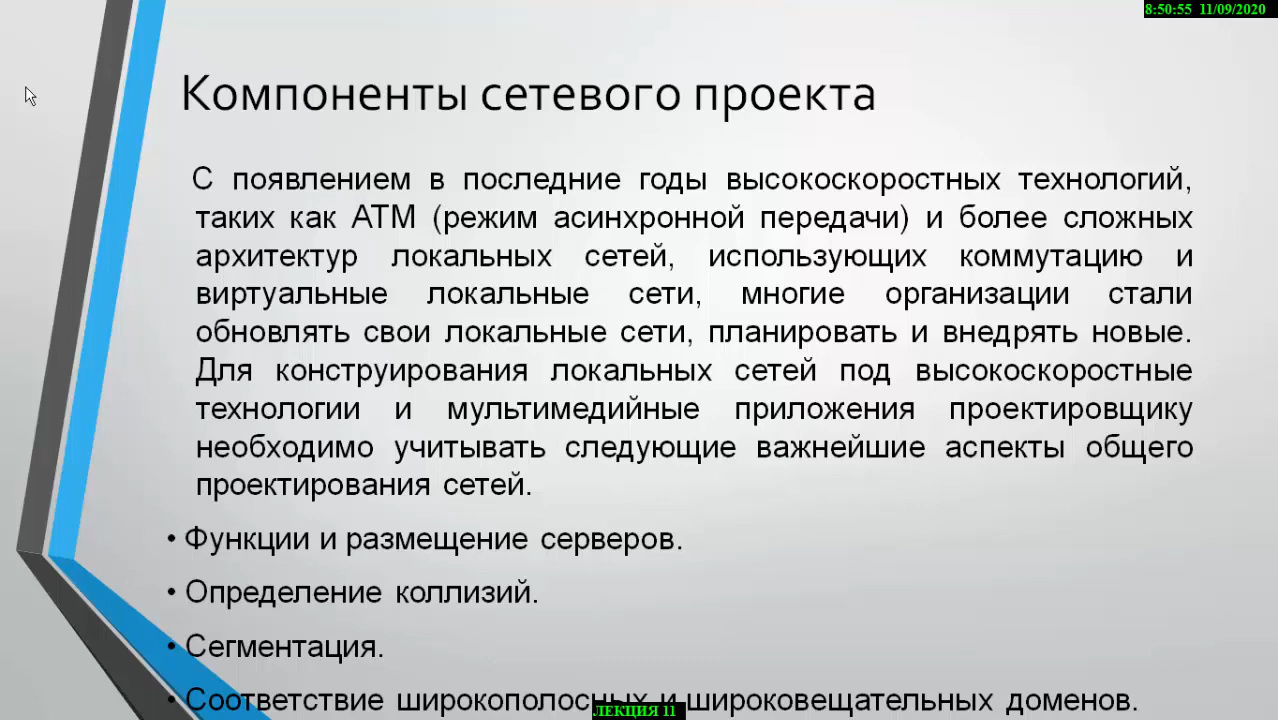 8:50:55 11/09/2020
Компоненты сетевого проекта
С появлением в последние годы высокоскоростных технологий,
таких как АТМ (режим асинхронной передачи) и более сложных
архитектур локальных сетей, использующих коммутацию и
виртуальные локальные сети, многие организации стали
обновлять свои локальные сети, планировать и внедрять новые.
Для конструирования локальных сетей под высокоскоростные
технологии и мультимедийные приложения проектировщику
необходимо учитывать следующие важнейшие аспекты общего
проектирования сетей.
• Функции и размещение серверов.
• Определение коллизий.
• Сегментация.
• Соответствие широкополосных и широковещательных доменов.
ЛЕКЦИЯ 11